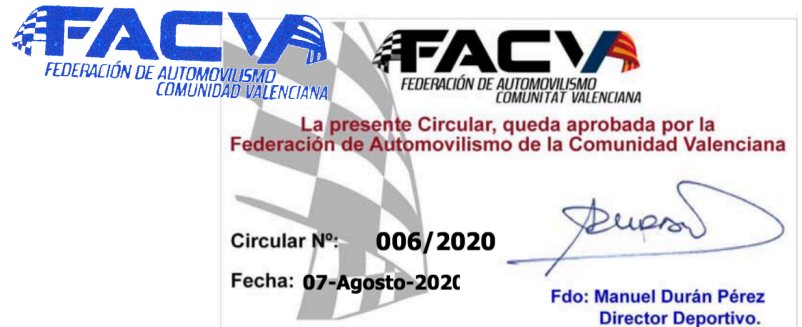 FACVA
FEDERACIÓN DE AUTOMOVILISMO
COMUNIDAD VALENCIANA
FACVA
FEDERACIÓN DE AUTOMOVILISMO
COMUNITAT VALENCIANA
La presente Circular, queda aprobada por la
Federación de Automovilismo de la Comunidad Valenciana
Circular Nº: 006/2020
Fecha: 07-Agosto-2020
Fdo: Manuel Durán Pérez
Director Deportivo.